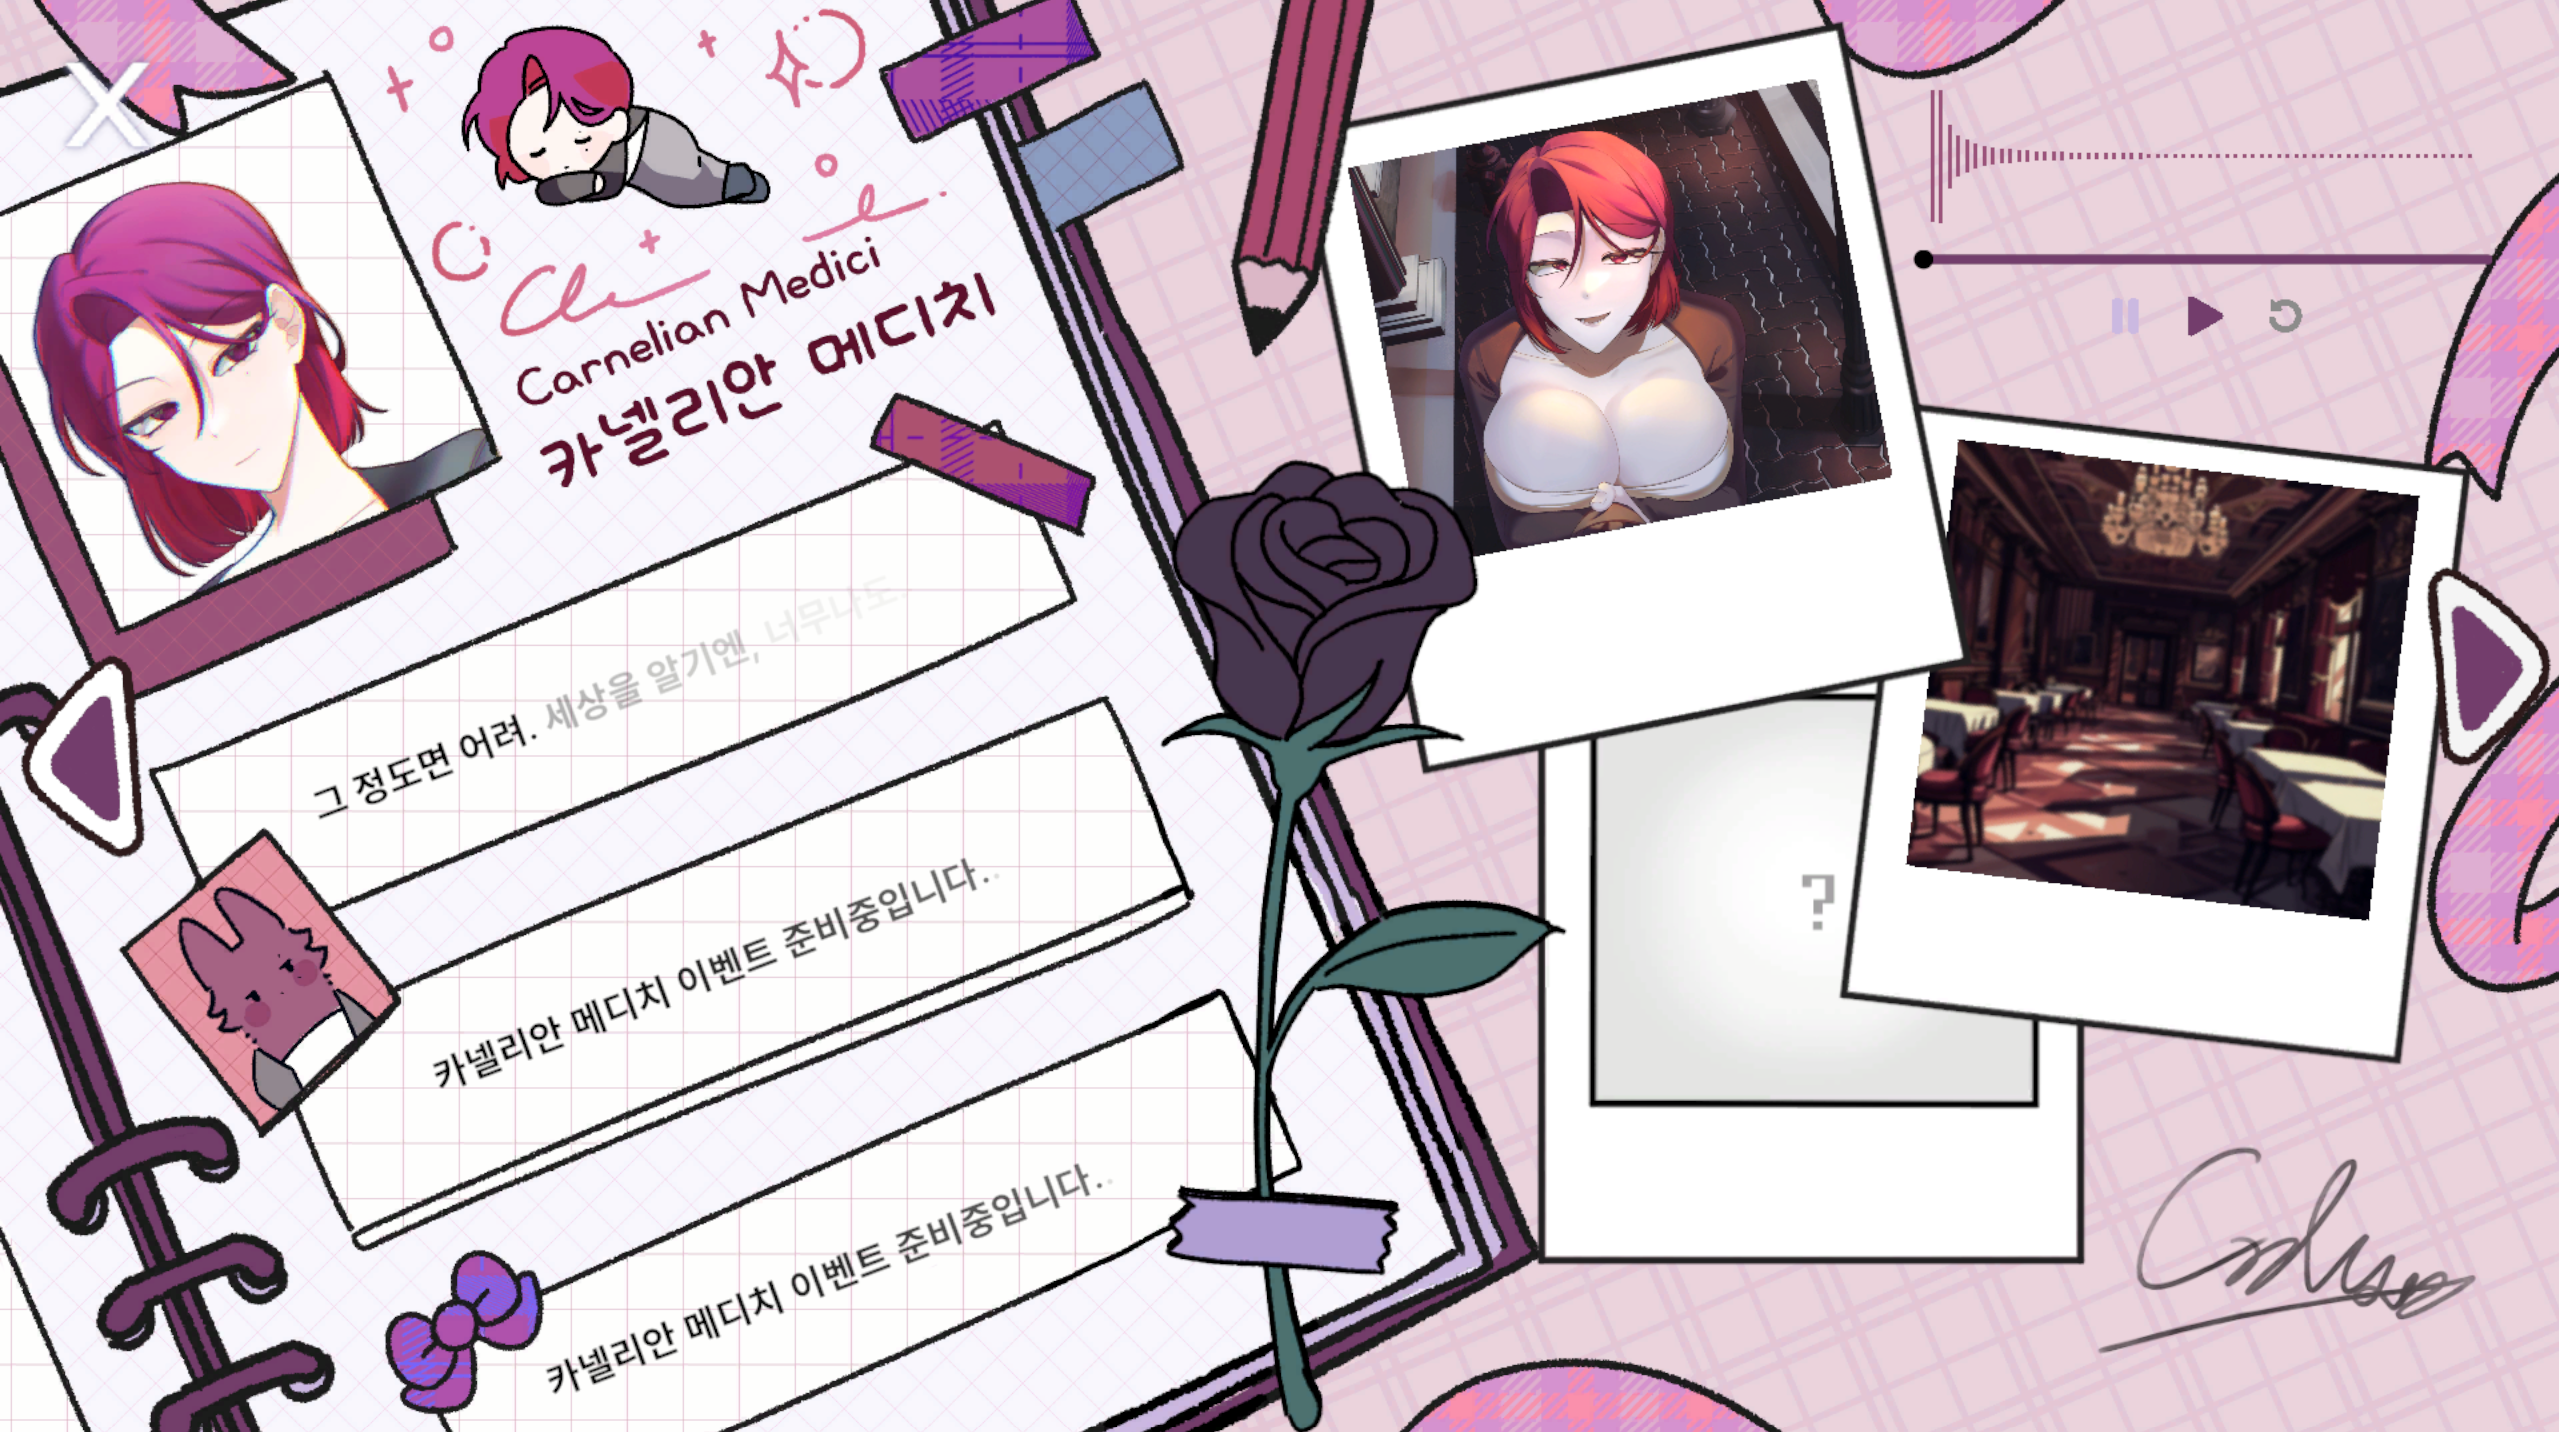 X
Carnelian Medici
카넬리안 메디치
그 정도면 어려. 세상을 알기엔, 너무나도.
카넬리안 메디치 이벤트 준비중입니다..
카넬리안 메디치 이벤트 준비중입니다..
?